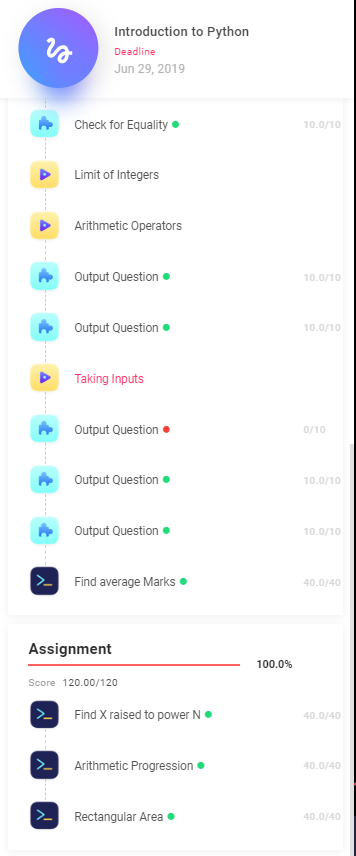 Introduction to Python
Deadline
Jun 29, 2019
Check for Equality 10.0/10
Limit of Integers
Arithmetic Operators
Output Question 10.0/10
Output Question 10.0/10
Taking Inputs
Output Question 0/10
Output Question 10.0/10
Output Question 10.0/10
Find average Marks 40.0/40
Assignment
100.0%
Score 120.00/120
Find X raised to power N 40.0/40
Arithmetic Progression 40.0/40
Rectangular Area 40.0/40